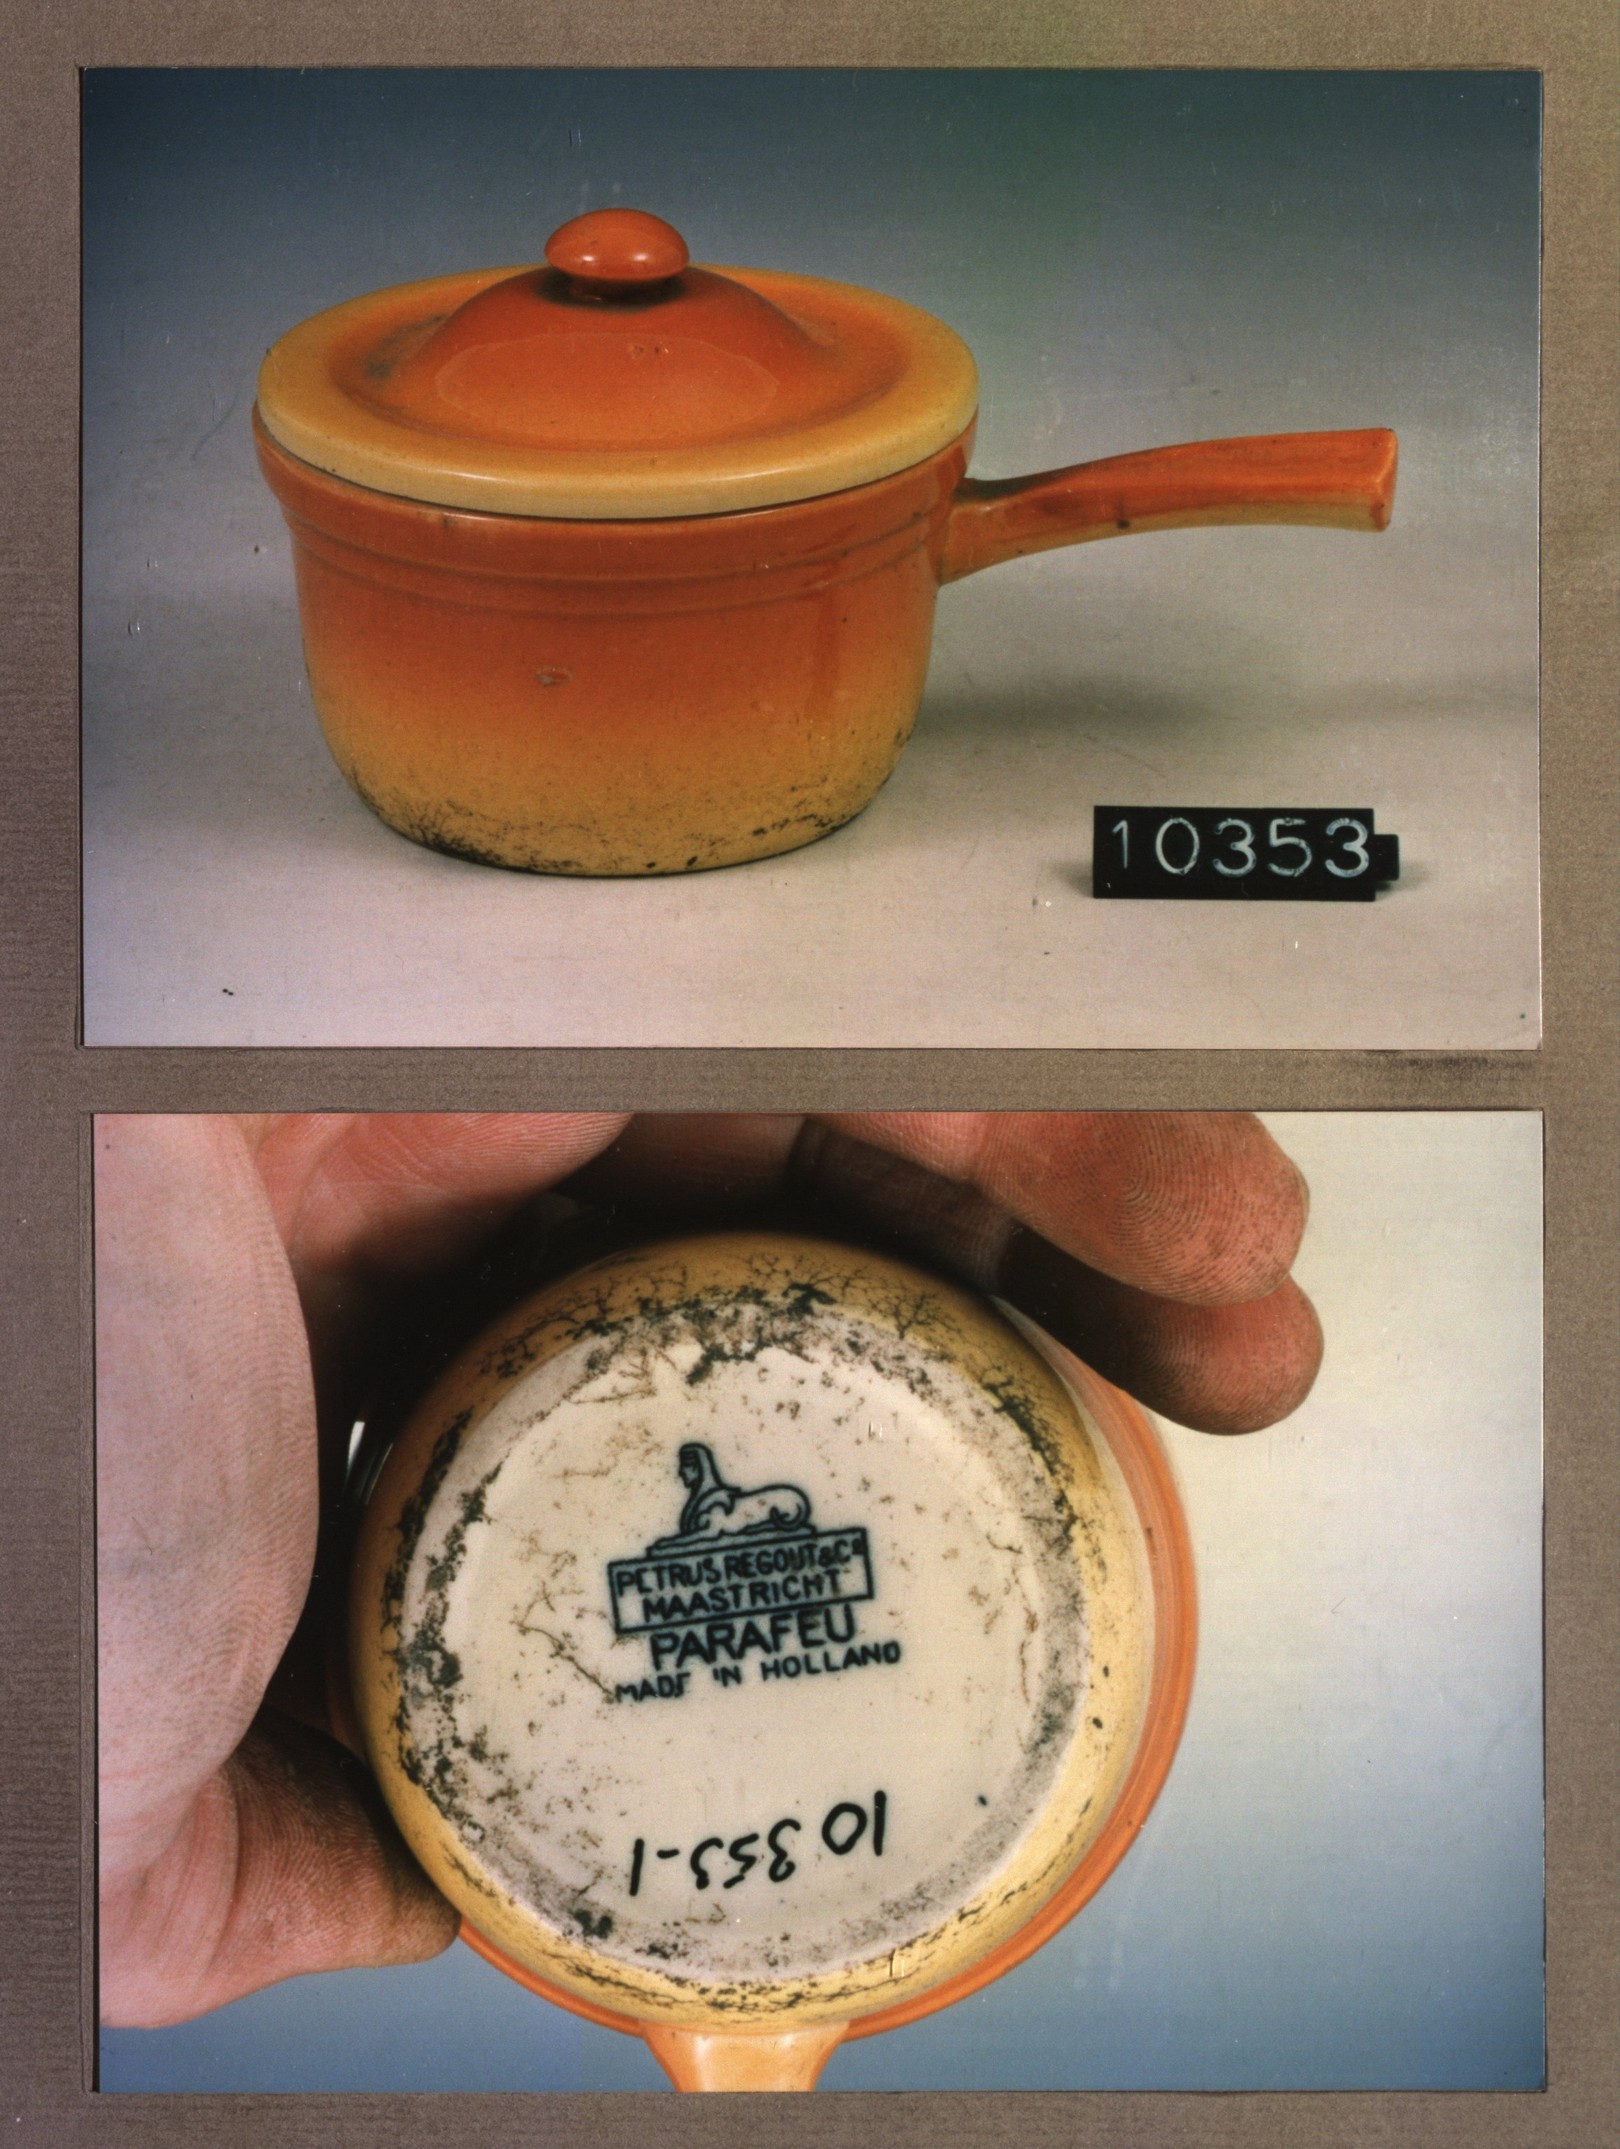 10353
PETRUS REGOUT & Co
MAASTRICHT
PARAFEU
MADE IN HOLLAND
10353-1